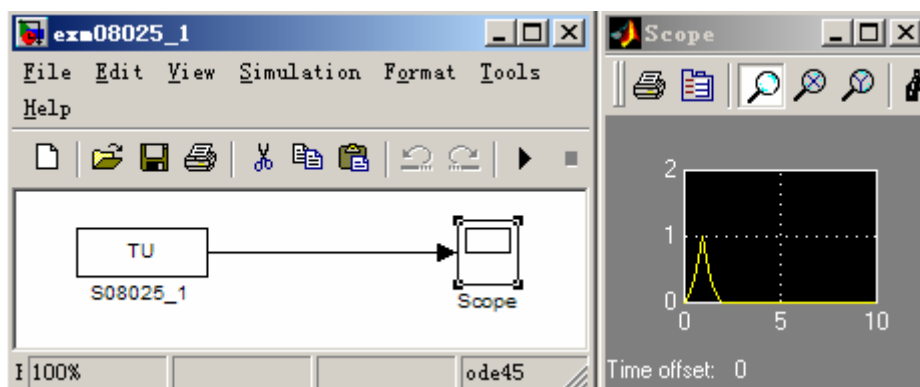 exm08025_1
File Edit View Simulation Format Tools
Help
TU
S08025_1
Scope
I 100%
ode45
Scope
2
1
0
0 5 10
Time offset: 0